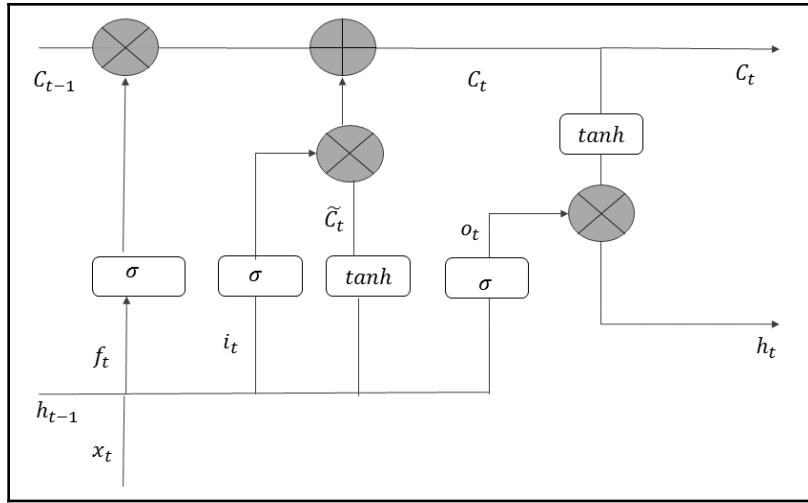 C_{t-1}
C_t
C_t
tanh
C̃_t
o_t
σ
σ
tanh
σ
f_t
i_t
h_t
h_{t-1}
x_t